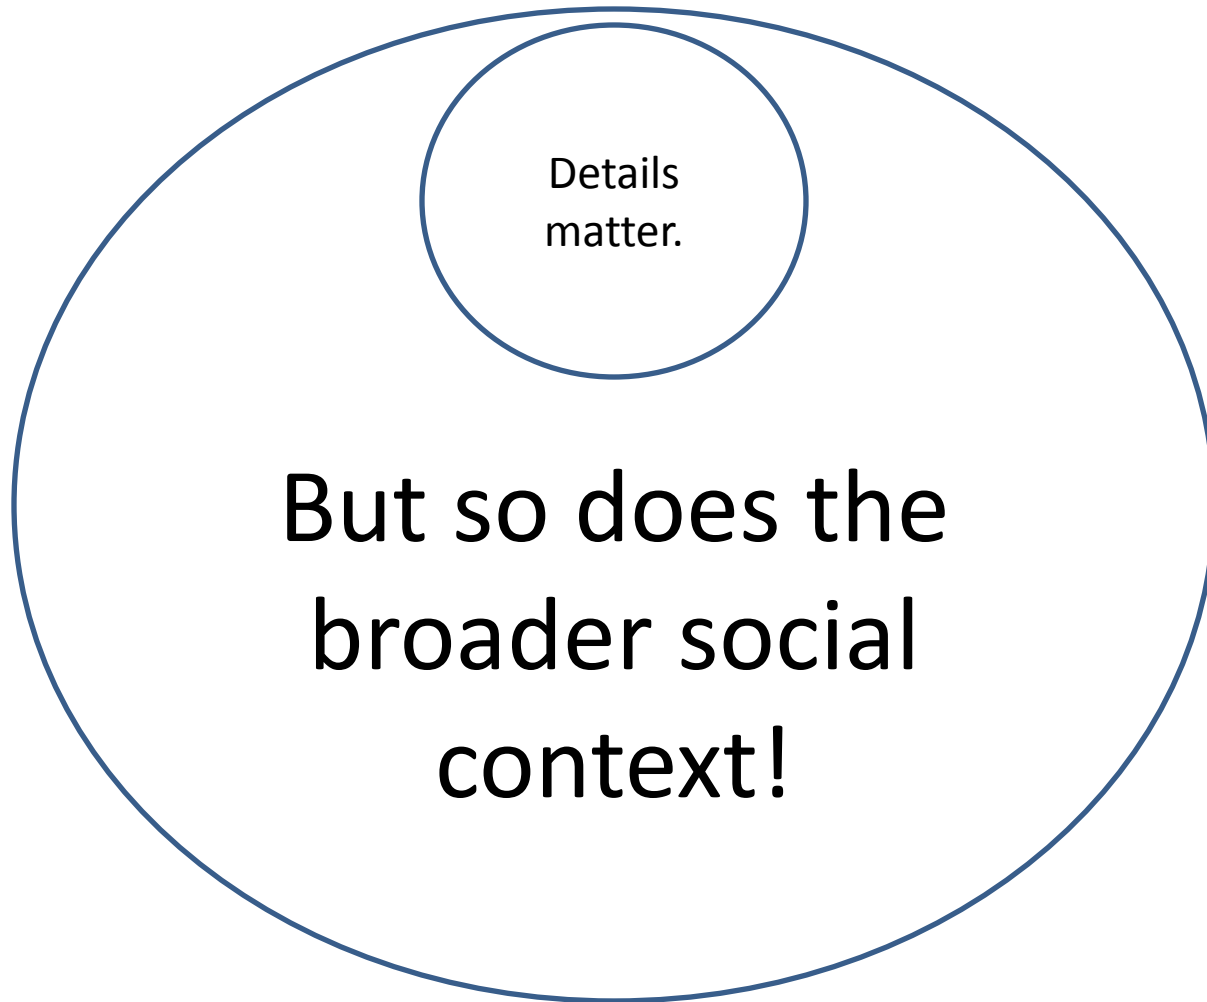 Details
matter.
But so does the
broader social
context!